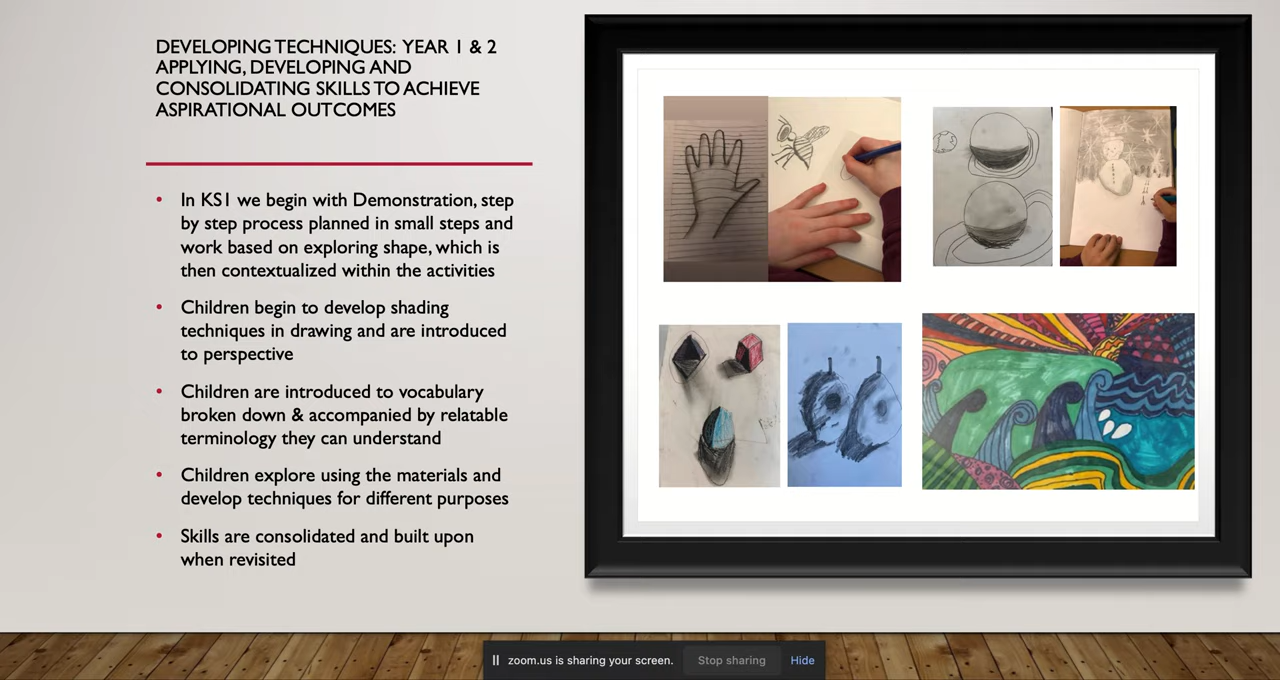 DEVELOPING TECHNIQUES: YEAR 1 & 2
APPLYING, DEVELOPING AND
CONSOLIDATING SKILLS TO ACHIEVE
ASPIRATIONAL OUTCOMES
• In KS1 we begin with Demonstration, step
by step process planned in small steps and
work based on exploring shape, which is
then contextualized within the activities
• Children begin to develop shading
techniques in drawing and are introduced
to perspective
• Children are introduced to vocabulary
broken down & accompanied by relatable
terminology they can understand
• Children explore using the materials and
develop techniques for different purposes
• Skills are consolidated and built upon
when revisited
zoom.us is sharing your screen. Stop sharing Hide